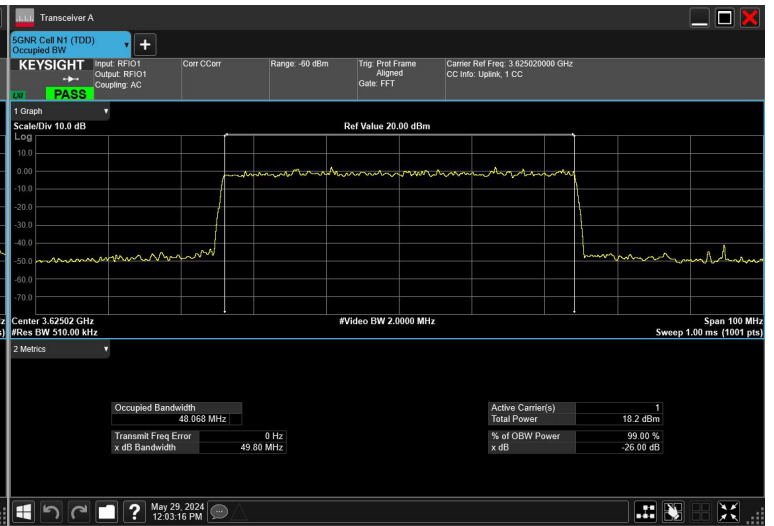 Transceiver A
5GNR Cell N1 (TDD)
Occupied BW
+
KEYSIGHT
LXI
PASS
Input: RFIO1
Output: RFIO1
Coupling: AC
Corr CCorr
Range: -60 dBm
Trig: Prot Frame
Aligned
Gate: FFT
Carrier Ref Freq: 3.625020000 GHz
CC Info: Uplink, 1 CC
1 Graph
Scale/Div 10.0 dB
Ref Value 20.00 dBm
Log
10.0
0.00
-10.0
-20.0
-30.0
-40.0
-50.0
-60.0
-70.0
z Center 3.62502 GHz
#Video BW 2.0000 MHz
Span 100 MHz
s) #Res BW 510.00 kHz
Sweep 1.00 ms (1001 pts)
2 Metrics
Occupied Bandwidth
48.068 MHz
Active Carrier(s) 1
Total Power 18.2 dBm
Transmit Freq Error 0 Hz
x dB Bandwidth 49.80 MHz
% of OBW Power 99.00 %
x dB -26.00 dB
?
May 29, 2024
12:03:16 PM